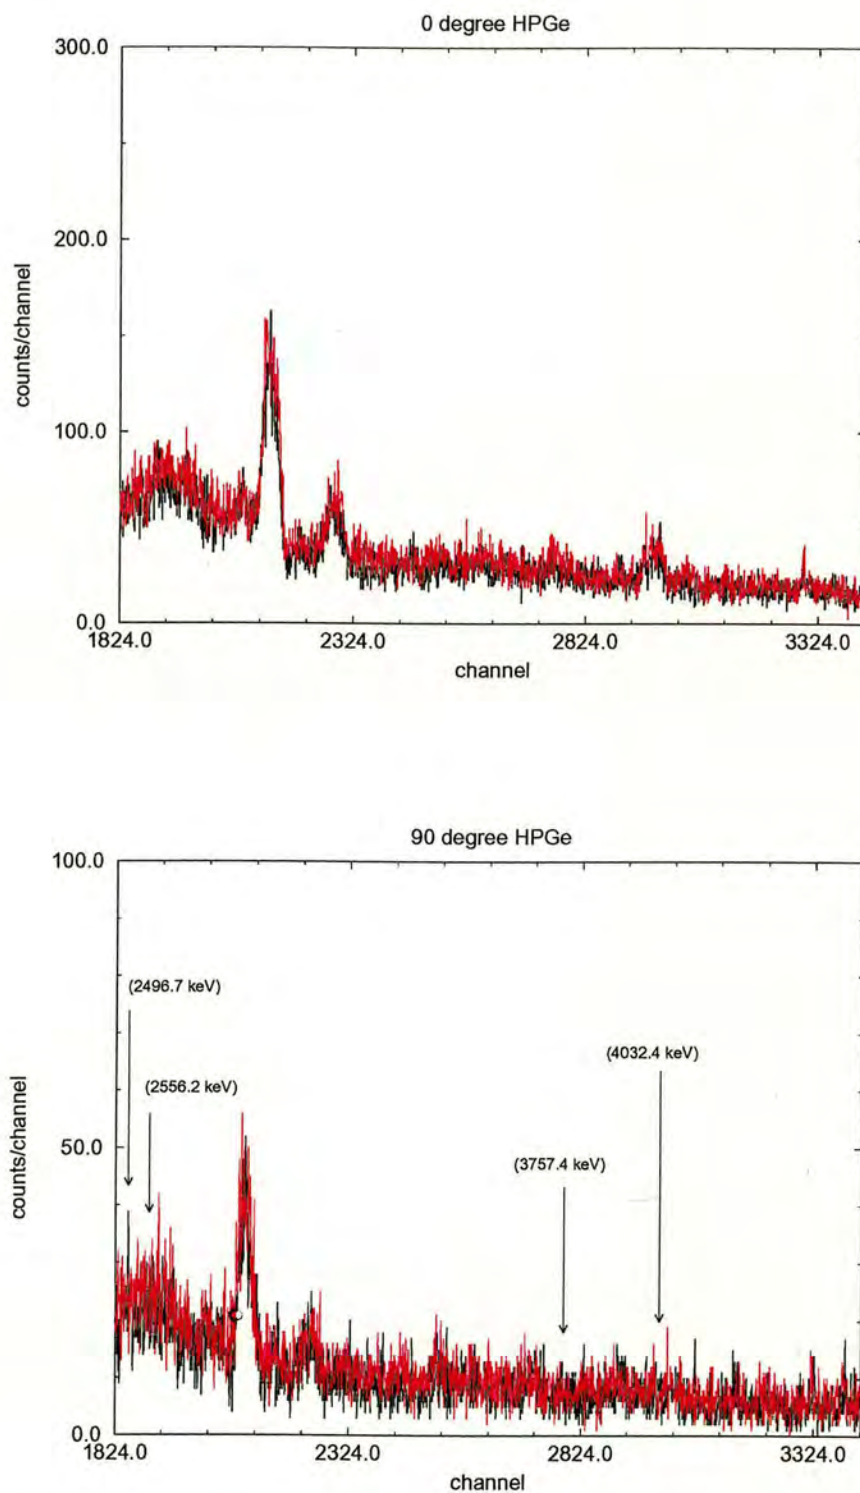 0 degree HPGe
300.0
200.0
100.0
0.0
counts/channel
1824.0 2324.0 2824.0 3324.0
channel
90 degree HPGe
100.0
50.0
0.0
counts/channel
(2496.7 keV)
(2556.2 keV)
(3757.4 keV)
(4032.4 keV)
1824.0 2324.0 2824.0 3324.0
channel